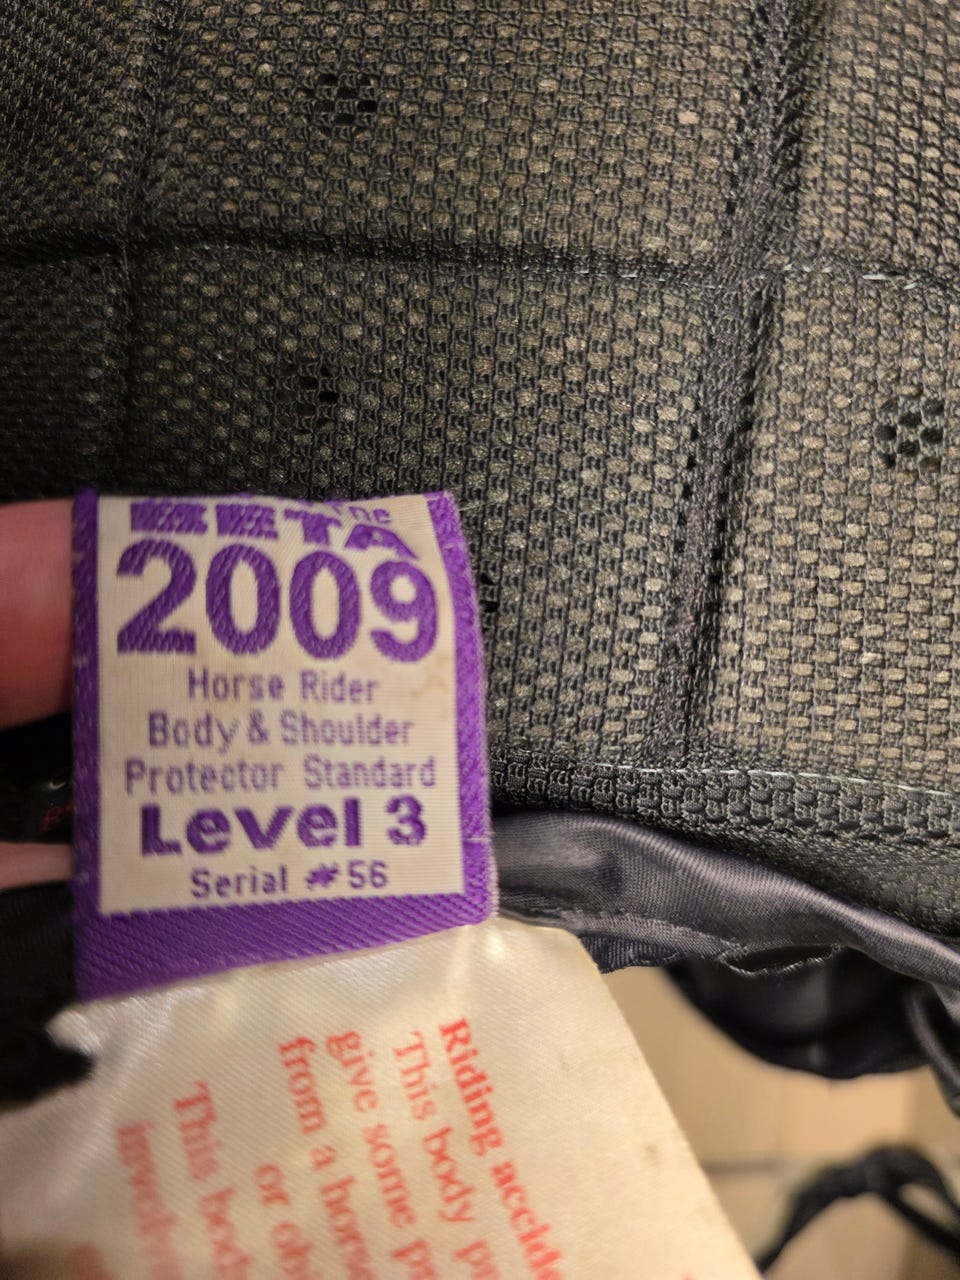 The
BETA
2009
Horse Rider
Body & Shoulder
Protector Standard
Level 3
Serial # 56
Riding
This body
give some
from a horse
or
This